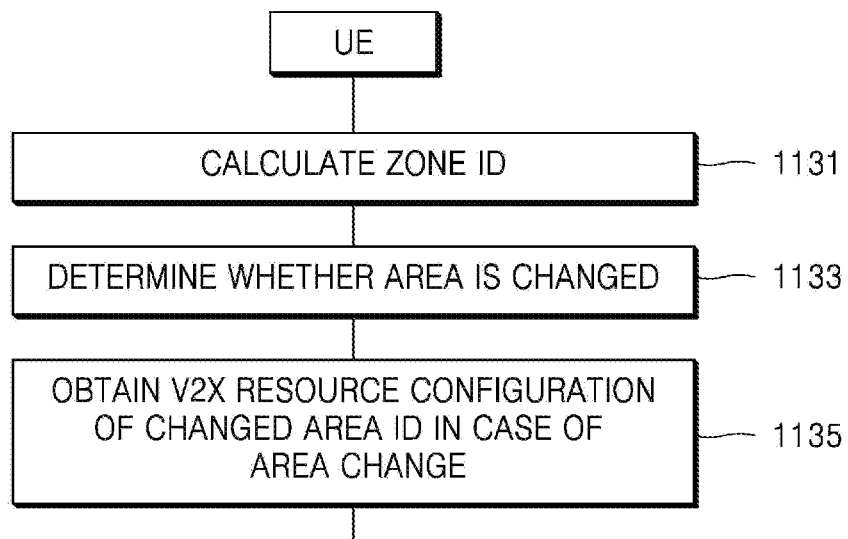 UE
CALCULATE ZONE ID
1131
DETERMINE WHETHER AREA IS CHANGED
1133
OBTAIN V2X RESOURCE CONFIGURATION
OF CHANGED AREA ID IN CASE OF
AREA CHANGE
1135